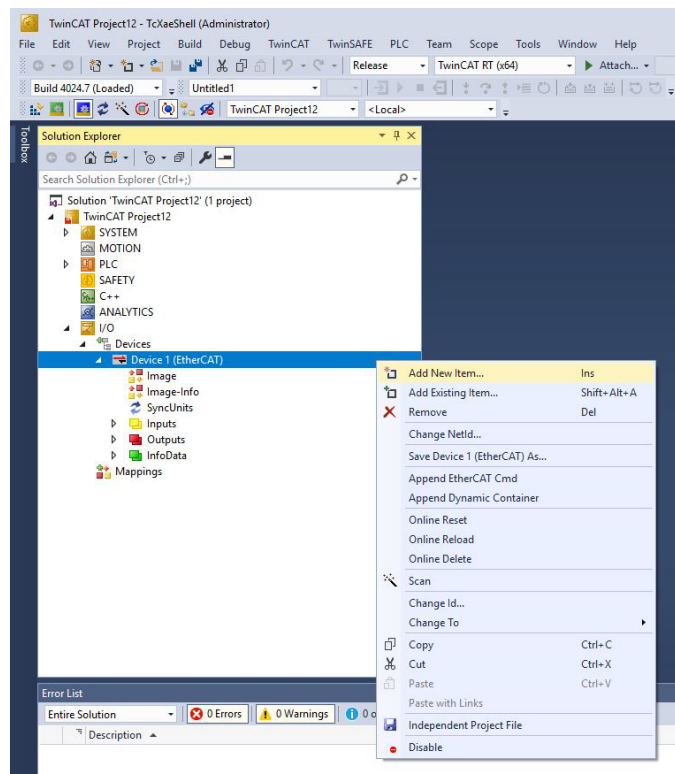 TwinCAT Project12 - TcXaeShell (Administrator)
File Edit View Project Build Debug TwinCAT TwinSAFE PLC Team Scope Tools Window Help
Release TwinCAT RT (x64) Attach...
Build 4024.7 (Loaded) Untitled1
TwinCAT Project12 <Local>
Toolbox
Solution Explorer
Search Solution Explorer (Ctrl+;)
Solution 'TwinCAT Project12' (1 project)
TwinCAT Project12
SYSTEM
MOTION
PLC
SAFETY
C++
ANALYTICS
I/O
Devices
Device 1 (EtherCAT)
Image
Image-Info
SyncUnits
Inputs
Outputs
InfoData
Mappings
Add New Item... Ins
Add Existing Item... Shift+Alt+A
Remove Del
Change NetId...
Save Device 1 (EtherCAT) As...
Append EtherCAT Cmd
Append Dynamic Container
Online Reset
Online Reload
Online Delete
Scan
Change Id...
Change To
Copy Ctrl+C
Cut Ctrl+X
Paste Ctrl+V
Paste with Links
Independent Project File
Disable
Error List
Entire Solution 0 Errors 0 Warnings 0 o
Description